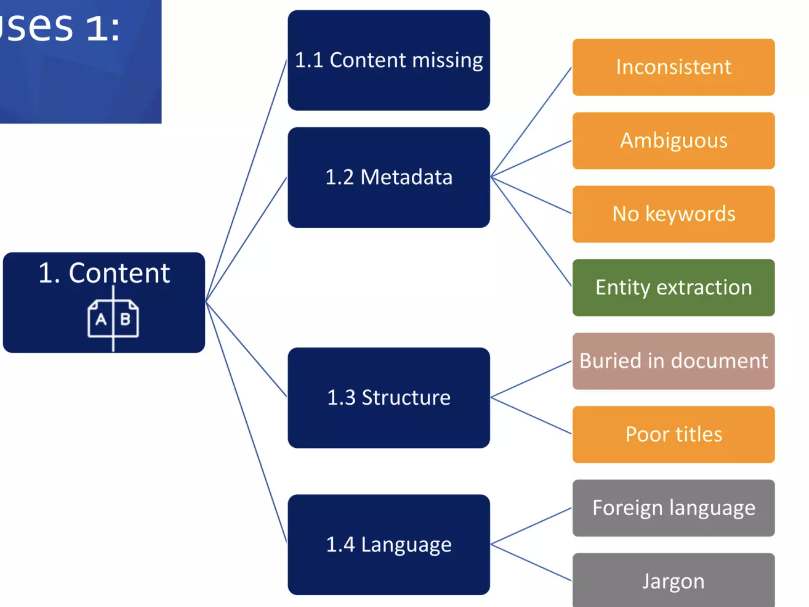 uses 1:
1.1 Content missing
Inconsistent
Ambiguous
1.2 Metadata
No keywords
Entity extraction
1. Content
A B
Buried in document
1.3 Structure
Poor titles
Foreign language
1.4 Language
Jargon